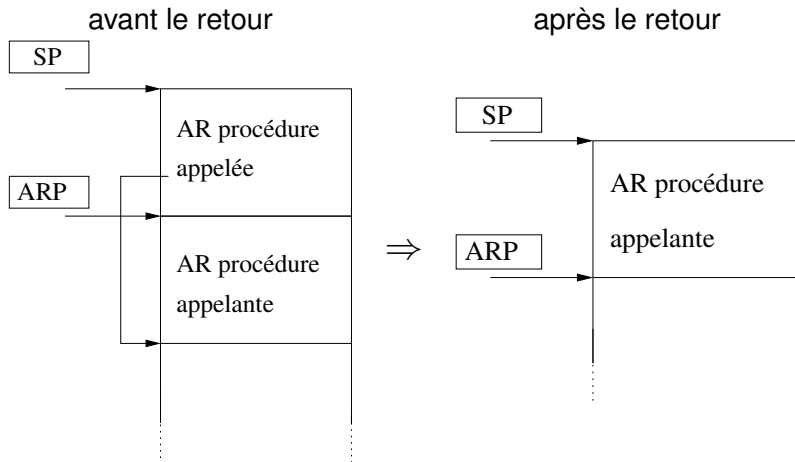 avant le retour
après le retour
SP
AR procédure
appelée
ARP
AR procédure
appelante
⇒
SP
AR procédure
appelante
ARP